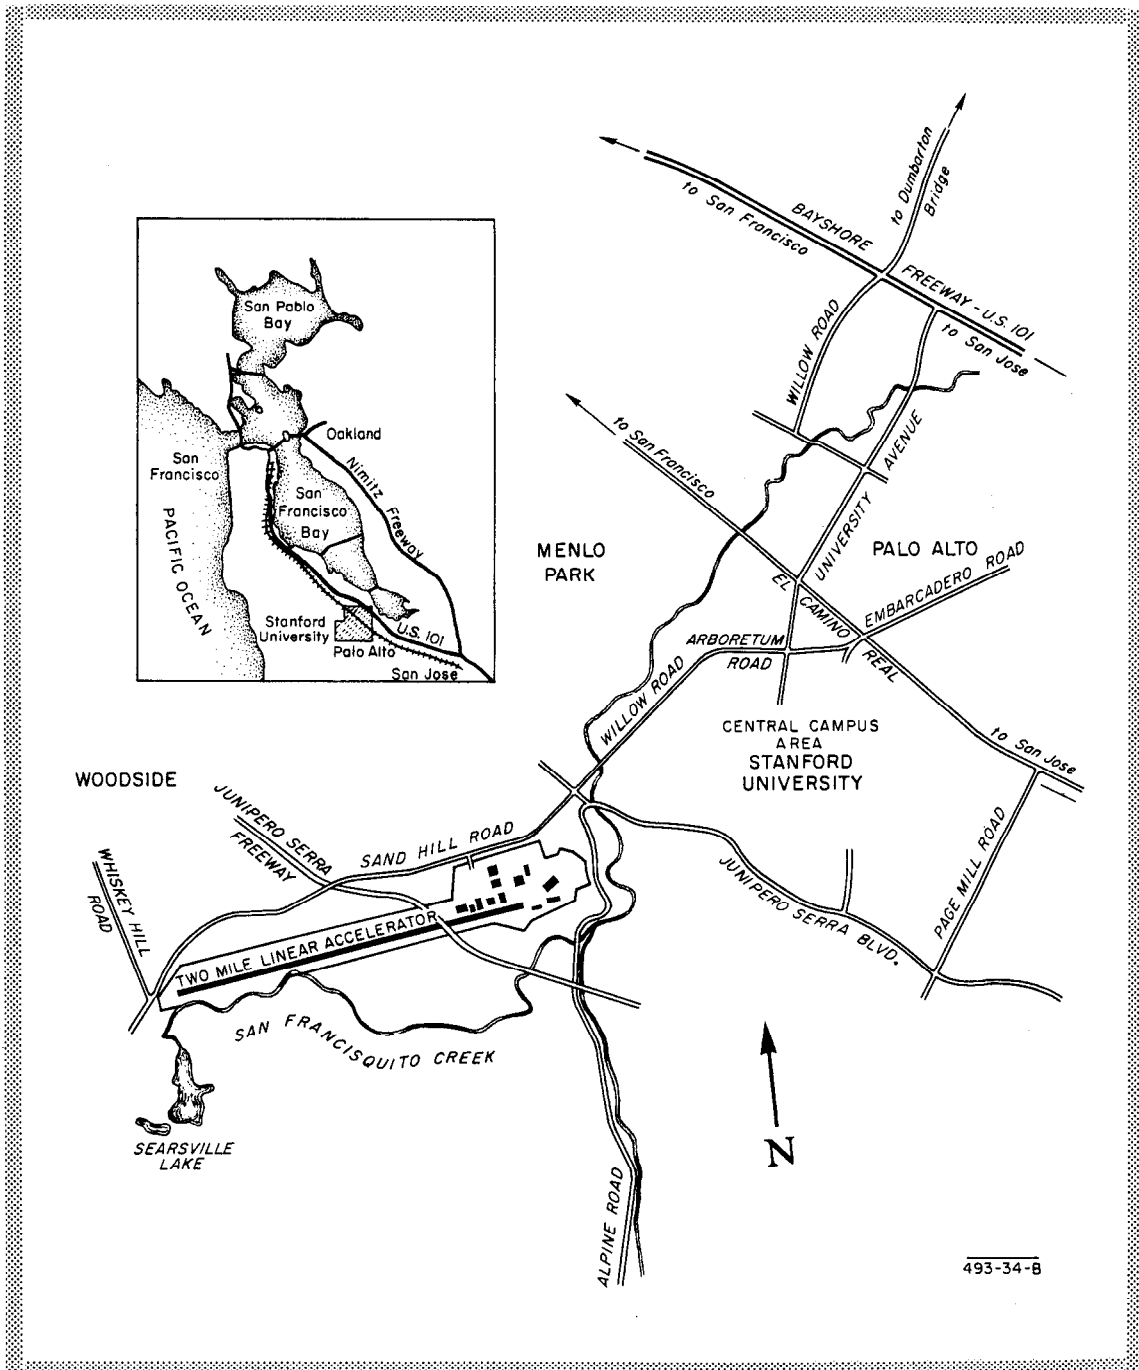 to Dumbarton
Bridge
to San Francisco
BAYSHORE
FREEWAY - U.S. 101
to San Jose
WILLOW ROAD
San Pablo
Bay
Oakland
San
Francisco
Nimitz Freeway
San
Francisco
Bay
PACIFIC OCEAN
Stanford
University
U.S. 101
Palo Alto
San Jose
to San Francisco
UNIVERSITY AVENUE
MENLO
PARK
PALO ALTO
EL CAMINO REAL
EMBARCADERO ROAD
ARBORETUM
ROAD
WILLOW ROAD
CENTRAL CAMPUS
AREA
STANFORD
UNIVERSITY
to San Jose
WOODSIDE
JUNIPERO SERRA
FREEWAY
SAND HILL ROAD
WHISKEY HILL
ROAD
TWO MILE LINEAR ACCELERATOR
JUNIPERO SERRA BLVD.
PAGE MILL ROAD
SAN FRANCISQUITO CREEK
SEARSVILLE
LAKE
N
ALPINE ROAD
493-34-B